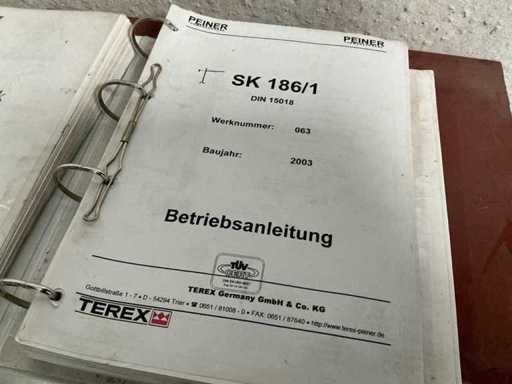 PEINER
PEINER
SK 186/1
DIN 15018
Werknummer: 063
Baujahr: 2003
Betriebsanleitung
TÜV
CERT
TEREX Germany GmbH & Co. KG
Gottbillstraße 1 - 7 • D - 54294 Trier • ☎ 0651 / 81008 - 0 • FAX: 0651 / 87640 • http://www.terex-peiner.de
TEREX